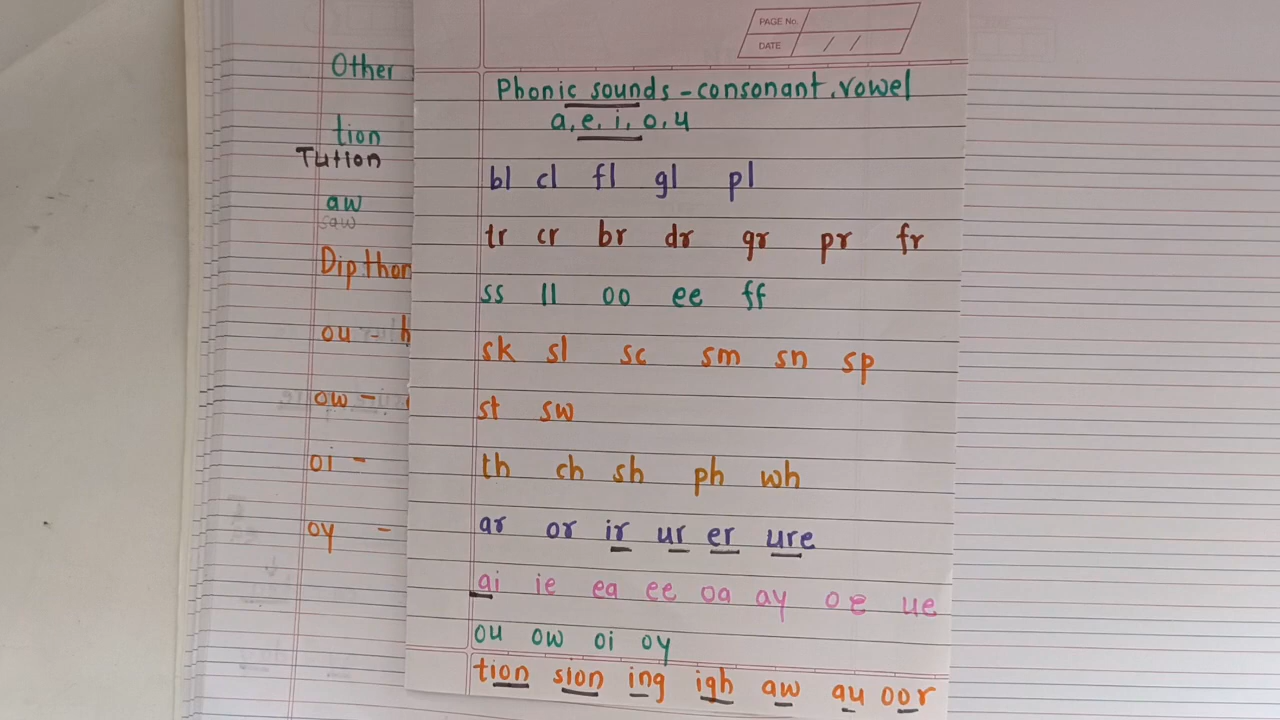 Other
tion
Tution
aw
saw
ou -
ow -
oi -
oy -
PAGE No.
DATE / /
Phonic sounds - consonant, vowel
a, e, i, o, u
bl cl fl gl pl
tr cr br dr gr pr fr
ss ll oo ee ff
sk sl sc sm sn sp
st sw
th ch sh ph wh
ar or ir ur er ure
ai ie ea ee oa ay oe ue
ou ow oi oy
tion sion ing igh aw au oor